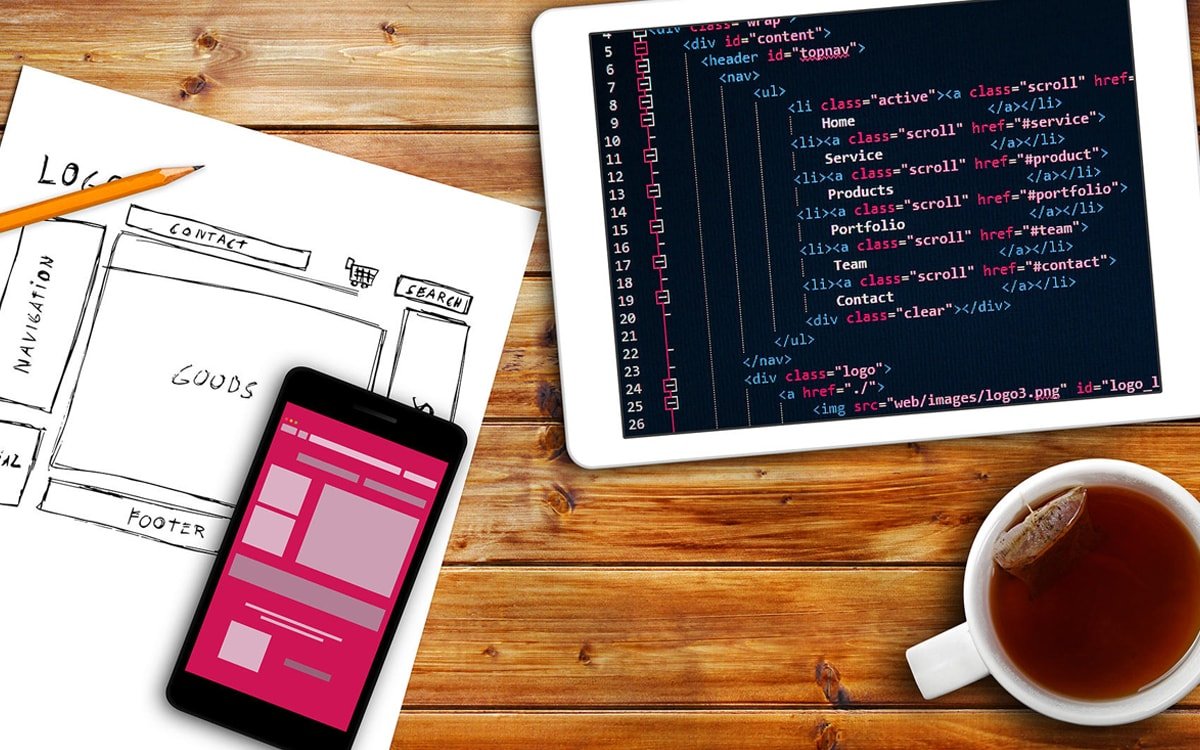 LOGO
CONTACT
NAVIGATION
SEARCH
GOODS
FOOTER
4 <div class="wrap">
5 <div id="content">
6 <header id="topnav">
7 <nav>
8 <ul>
9 <li class="active"><a class="scroll" href=
10 Home </a></li>
11 <li><a class="scroll" href="#service">
12 Service </a></li>
13 <li><a class="scroll" href="#product">
14 Products </a></li>
15 <li><a class="scroll" href="#portfolio">
16 Portfolio </a></li>
17 <li><a class="scroll" href="#team">
18 Team </a></li>
19 <li><a class="scroll" href="#contact">
20 Contact </a></li>
21 <div class="clear"></div>
22 </ul>
23 </nav>
24 <div class="logo">
25 <a href="./">
26 <img src="web/images/logo3.png" id="logo_l